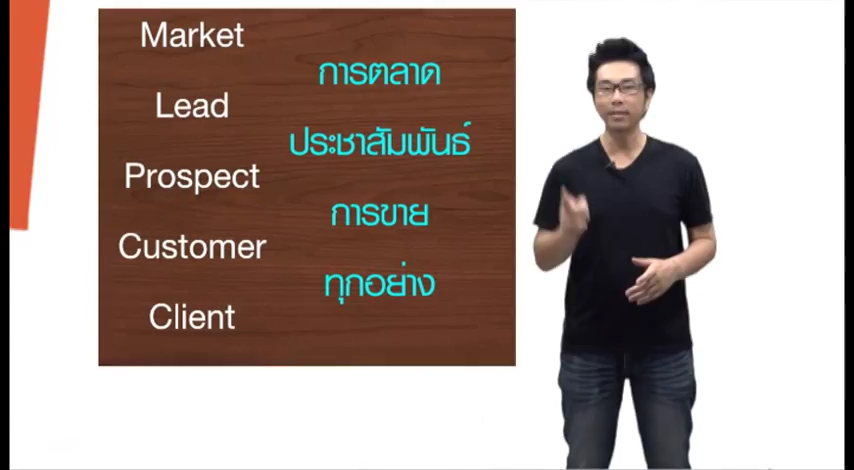 Market
การตลาด
Lead
ประชาสัมพันธ์
Prospect
การขาย
Customer
ทุกอย่าง
Client